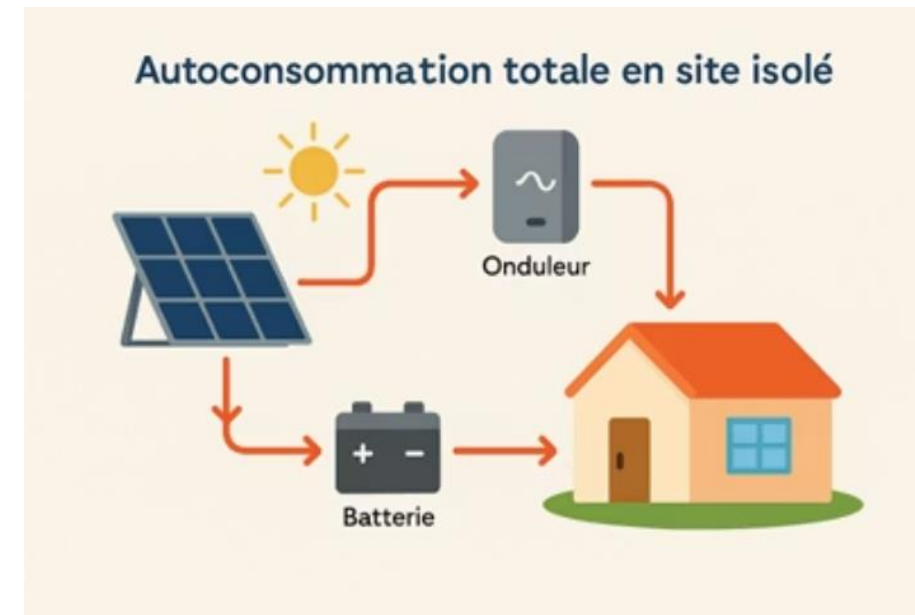 Autoconsommation totale en site isolé
Onduleur
+ -
Batterie